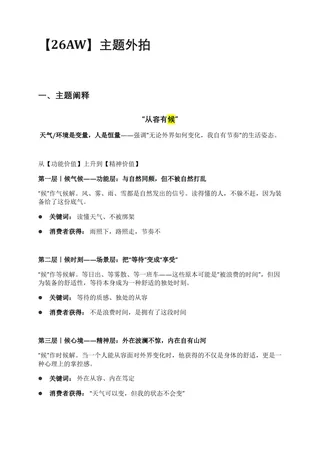 【26AW】主题外拍
一、主题阐释
“从容有候”
天气/环境是变量，人是恒量——强调“无论外界如何变化，我自有节奏”的生活姿态。
从【功能价值】上升到【精神价值】
第一层丨候气候——功能层：与自然同频，但不被自然打乱
“候”作气候解。风、雾、雨、雪都是自然发出的信号。读得懂的人，不躲不赶，因为装
备给了这份底气。
● 关键词：读懂天气、不被绑架
● 消费者获得：雨照下，路照走，节奏不
第二层丨候时刻——场景层：把“等待”变成“享受”
“候”作等候解。等日出、等雾散、等一班车——这些原本可能是“被浪费的时间”，但因
为装备的舒适性，等待本身成为一种舒适的独处时刻。
● 关键词：等待的质感、独处的从容
● 消费者获得：不是浪费时间，是拥有了这段时间
第三层丨候心境——精神层：外在波澜不惊，内在自有山河
“候”作时候解。当一个人能从容面对外界变化时，他获得的不仅是身体的舒适，更是一
种心理上的掌控感。
● 关键词：外在从容、内在笃定
● 消费者获得：“天气可以变，但我的状态不会变”